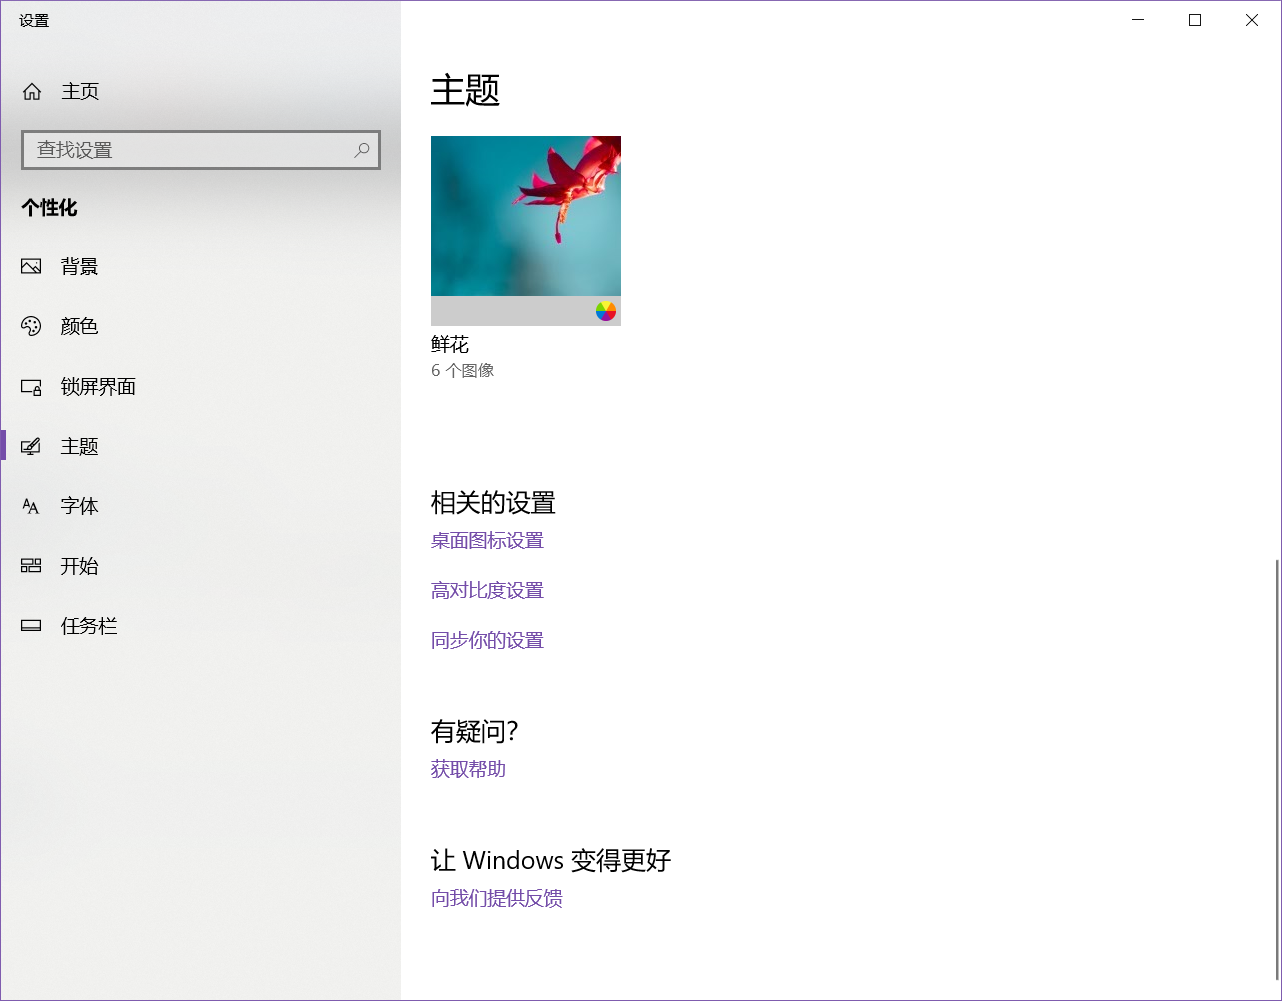 设置
主页
查找设置
个性化
背景
颜色
锁屏界面
主题
字体
开始
任务栏
主题
鲜花
6 个图像
相关的设置
桌面图标设置
高对比度设置
同步你的设置
有疑问?
获取帮助
让 Windows 变得更好
向我们提供反馈